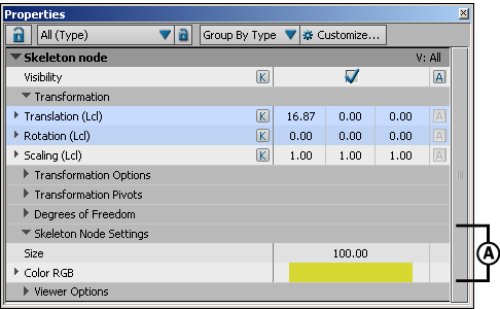 Properties
All (Type) Group By Type Customize...
Skeleton node V: All
Visibility K A
Transformation
Translation (Lcl) K 16.87 0.00 0.00 A
Rotation (Lcl) K 0.00 0.00 0.00 A
Scaling (Lcl) K 1.00 1.00 1.00 A
Transformation Options
Transformation Pivots
Degrees of Freedom
Skeleton Node Settings
A
Size 100.00
Color RGB
Viewer Options